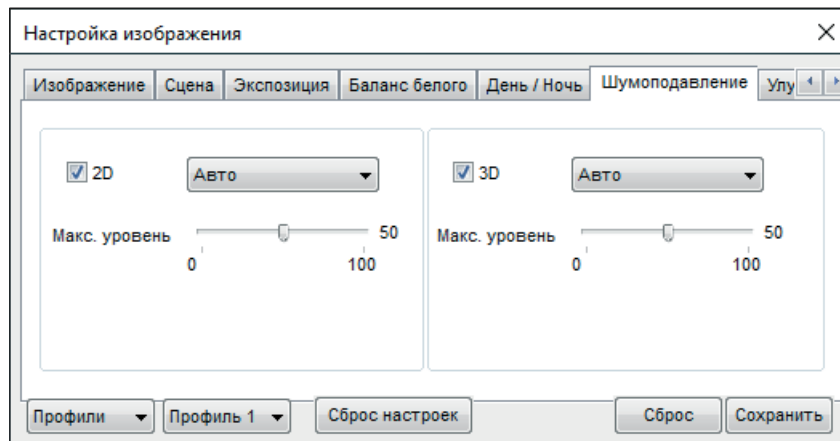 Настройка изображения
Изображение Сцена Экспозиция Баланс белого День / Ночь Шумоподавление Улу
2D Авто 3D Авто
Макс. уровень 50 Макс. уровень 50
0 100 0 100
Профили Профиль 1 Сброс настроек Сброс Сохранить